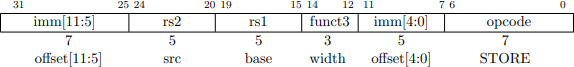 31 25 24 20 19 15 14 12 11 7 6 0
imm[11:5] rs2 rs1 funct3 imm[4:0] opcode
7 5 5 3 5 7
offset[11:5] src base width offset[4:0] STORE